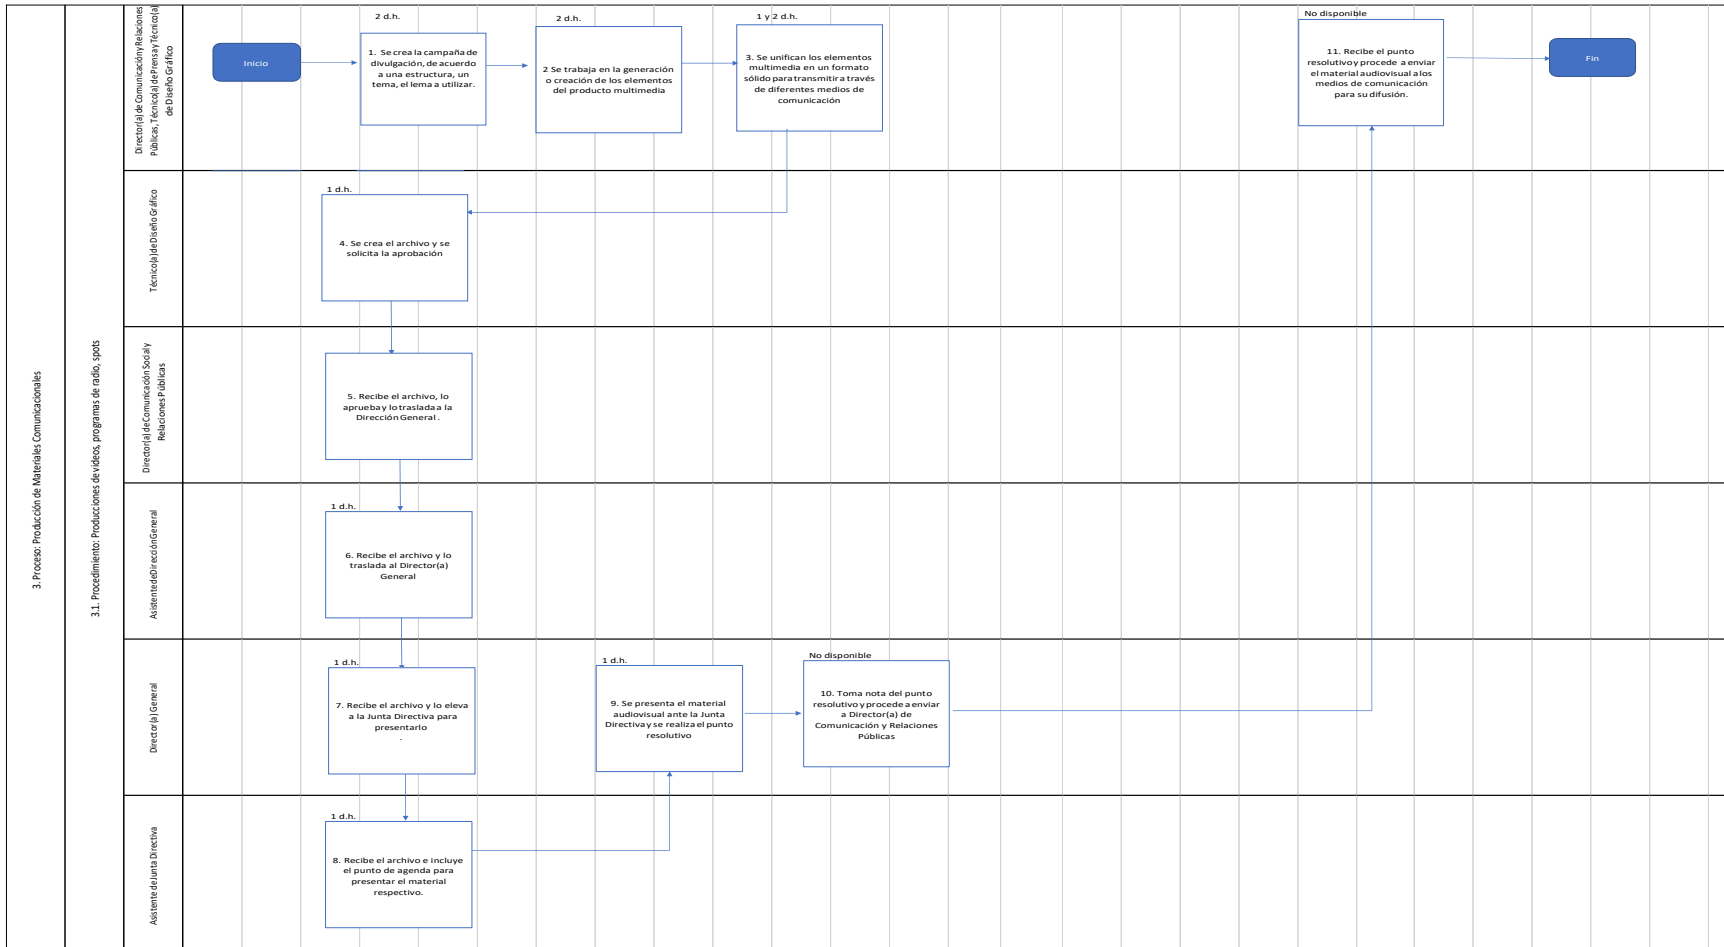 3. Proceso: Producción de Materiales Comunicacionales
3.1. Procedimiento: Producciones de videos, programas de radio, spots
Director(a) de Comunicación y Relaciones
Públicas, Técnico(a) de Prensa y Técnico(a)
de Diseño Gráfico
Inicio
2 d.h.
1. Se crea la campaña de
divulgación, de acuerdo
a una estructura, un
tema, el lema a utilizar.
2 d.h.
2 Se trabaja en la generación
o creación de los elementos
del producto multimedia
1 y 2 d.h.
3. Se unifican los elementos
multimedia en un formato
sólido para transmitir a través
de diferentes medios de
comunicación
No disponible
11. Recibe el punto
resolutivo y procede a enviar
el material audiovisual a los
medios de comunicación
para su difusión.
Fin
Técnico(a) de Diseño Gráfico
1 d.h.
4. Se crea el archivo y se
solicita la aprobación
Director(a) de Comunicación Social y
Relaciones Públicas
5. Recibe el archivo, lo
aprueba y lo traslada a la
Dirección General .
Asistente de Dirección General
1 d.h.
6. Recibe el archivo y lo
traslada al Director(a)
General
Director(a) General
1 d.h.
7. Recibe el archivo y lo eleva
a la Junta Directiva para
presentarlo
.
1 d.h.
9. Se presenta el material
audiovisual ante la Junta
Directiva y se realiza el punto
resolutivo
No disponible
10. Toma nota del punto
resolutivo y procede a enviar
a Director(a) de
Comunicación y Relaciones
Públicas
Asistente de Junta Directiva
1 d.h.
8. Recibe el archivo e incluye
el punto de agenda para
presentar el material
respectivo.